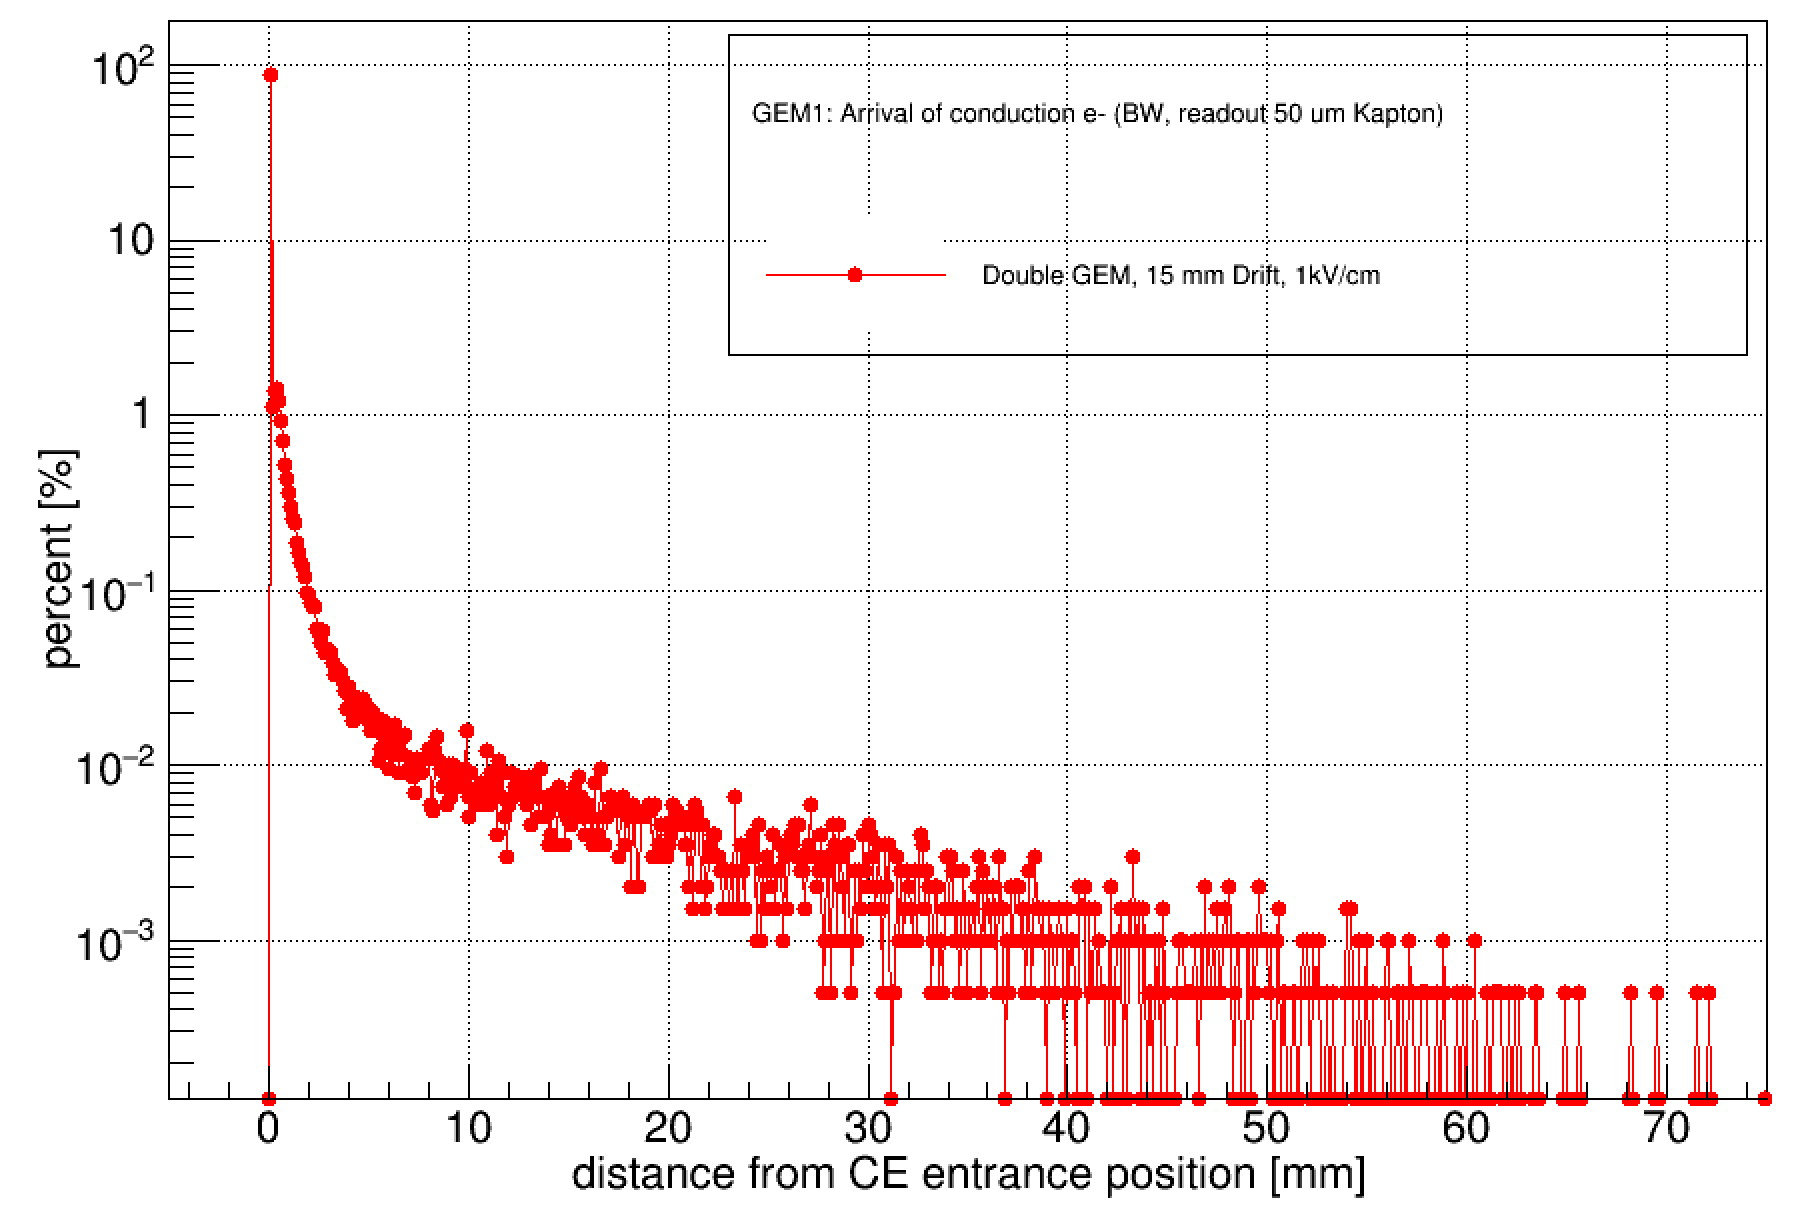 10²
10
1
10⁻¹
10⁻²
10⁻³
percent [%]
GEM1: Arrival of conduction e- (BW, readout 50 um Kapton)
Double GEM, 15 mm Drift, 1kV/cm
0 10 20 30 40 50 60 70
distance from CE entrance position [mm]